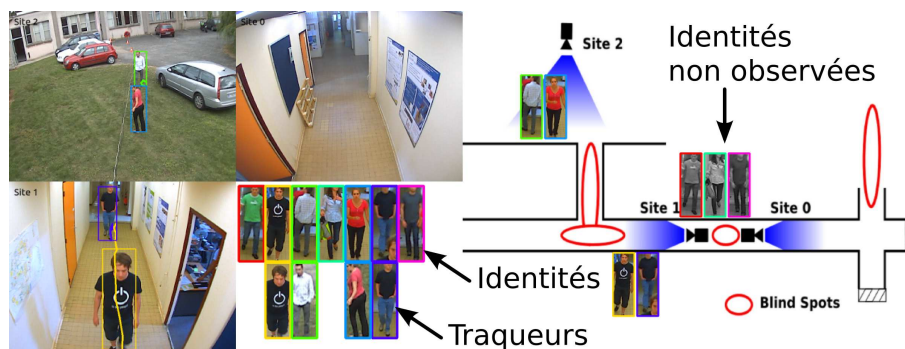 Site 2
Site 0
Site 1
Identités
Traqueurs
Site 2
Identités
non observées
Site 1
Site 0
Blind Spots